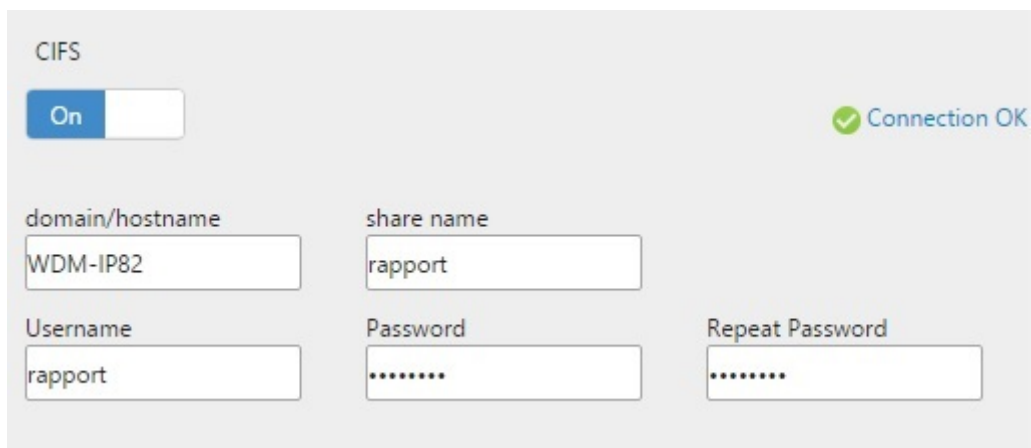 CIFS
On
Connection OK
domain/hostname share name
WDM-IP82 rapport
Username Password Repeat Password
rapport •••••••• ••••••••